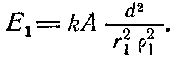 E₁ = kA d² / (r₁² ρ₁²).